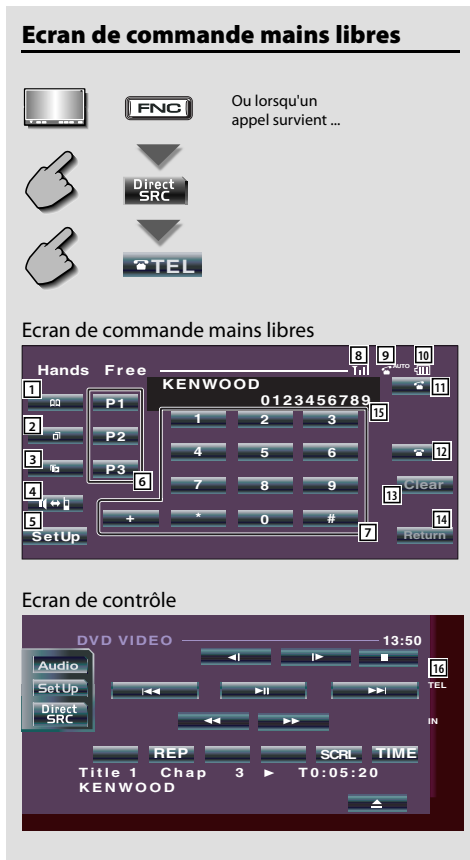 Ecran de commande mains libres
FNC
Ou lorsqu'un
appel survient ...
Direct
SRC
TEL
Ecran de commande mains libres
8 9 10
Hands Free AUTO
1 KENWOOD 11
P1 0123456789
2 1 2 3 15
P2
3 4 5 6 12
P3 6
4 7 8 9 13 Clear
5 + * 0 # 7 14
SetUp Return
Ecran de contrôle
DVD VIDEO 13:50
Audio 16
SetUp TEL
Direct
SRC IN
REP SCRL TIME
Title 1 Chap 3 ► T0:05:20
KENWOOD